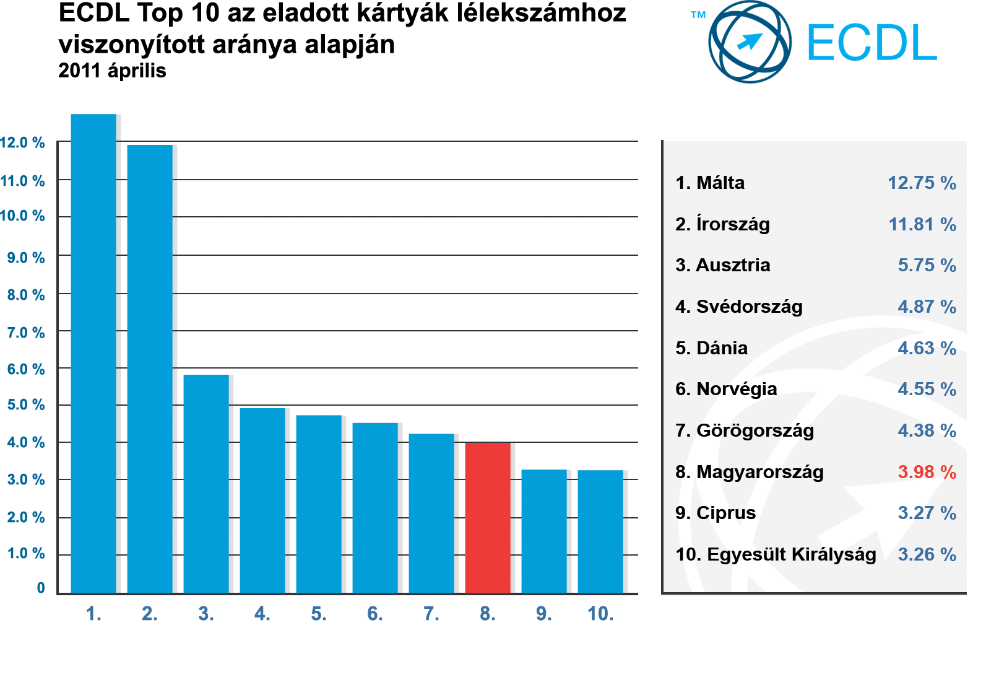 ECDL Top 10 az eladott kártyák lélekszámhoz
viszonyított aránya alapján
2011 április
TM
ECDL
12.0 %
11.0 %
10.0 %
9.0 %
8.0 %
7.0 %
6.0 %
5.0 %
4.0 %
3.0 %
2.0 %
1.0 %
0
1. 2. 3. 4. 5. 6. 7. 8. 9. 10.
1. Málta 12.75 %
2. Írország 11.81 %
3. Ausztria 5.75 %
4. Svédország 4.87 %
5. Dánia 4.63 %
6. Norvégia 4.55 %
7. Görögország 4.38 %
8. Magyarország 3.98 %
9. Ciprus 3.27 %
10. Egyesült Királyság 3.26 %